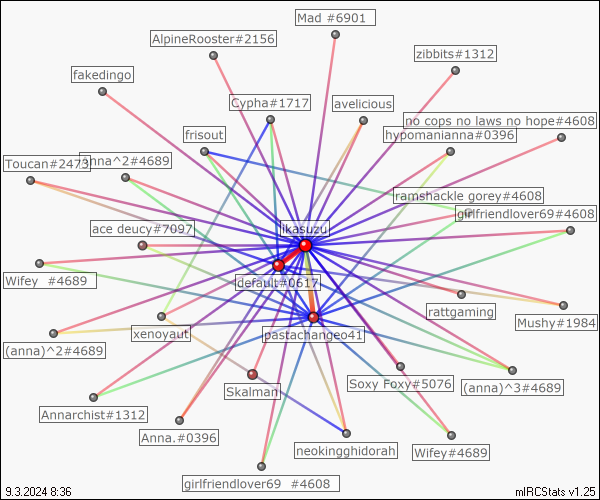 Mad #6901
AlpineRooster#2156
zibbits#1312
fakedingo
Cypha#1717
avelicious
no cops no laws no hope#4608
frisout
hypomanianna#0396
Toucan#2473
anna^2#4689
ramshackle gorey#4608
girlfriendlover69#4608
ace deucy#7097
ikasuzu
Wifey #4689
default#0617
rattgaming
Mushy#1984
xenoyaut
pastachangeo41
(anna)^2#4689
Skalman
Soxy Foxy#5076
(anna)^3#4689
Annarchist#1312
Anna.#0396
neokingghidorah
Wifey#4689
girlfriendlover69 #4608
9.3.2024 8:36
mIRCStats v1.25